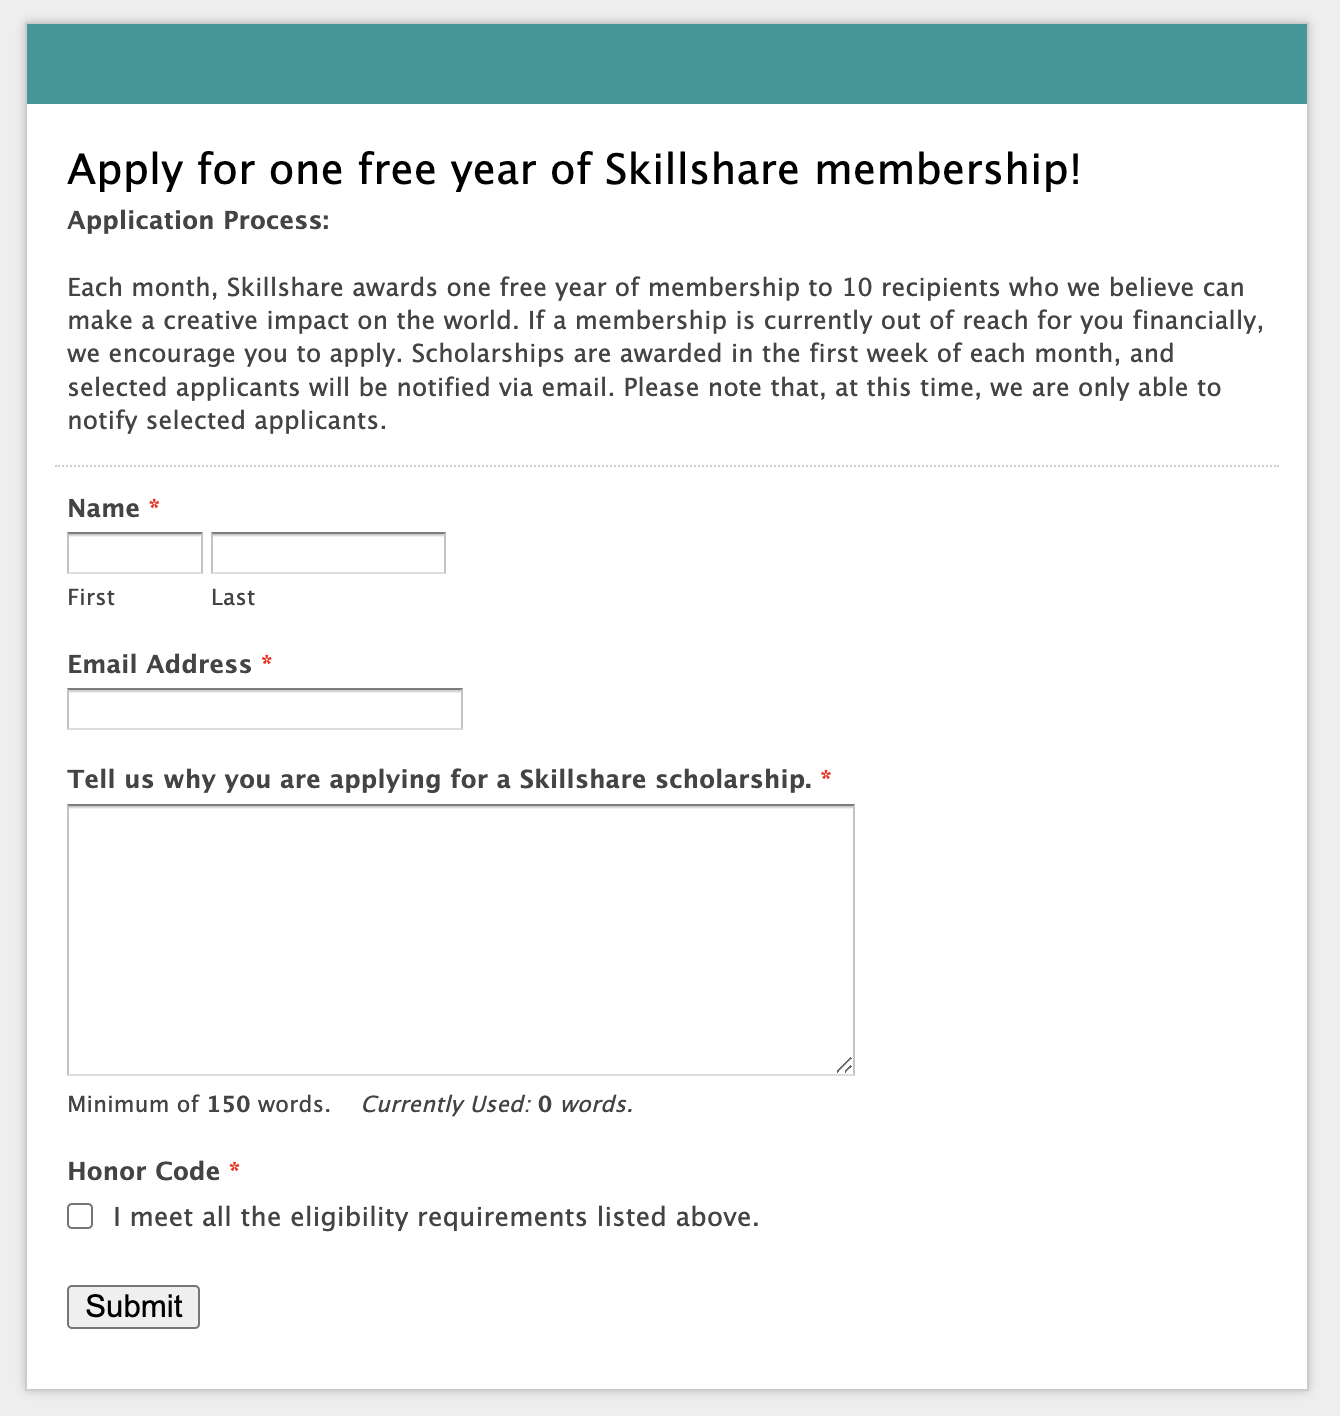 Apply for one free year of Skillshare membership!
Application Process:
Each month, Skillshare awards one free year of membership to 10 recipients who we believe can
make a creative impact on the world. If a membership is currently out of reach for you financially,
we encourage you to apply. Scholarships are awarded in the first week of each month, and
selected applicants will be notified via email. Please note that, at this time, we are only able to
notify selected applicants.
Name *
First Last
Email Address *
Tell us why you are applying for a Skillshare scholarship. *
Minimum of 150 words. Currently Used: 0 words.
Honor Code *
I meet all the eligibility requirements listed above.
Submit